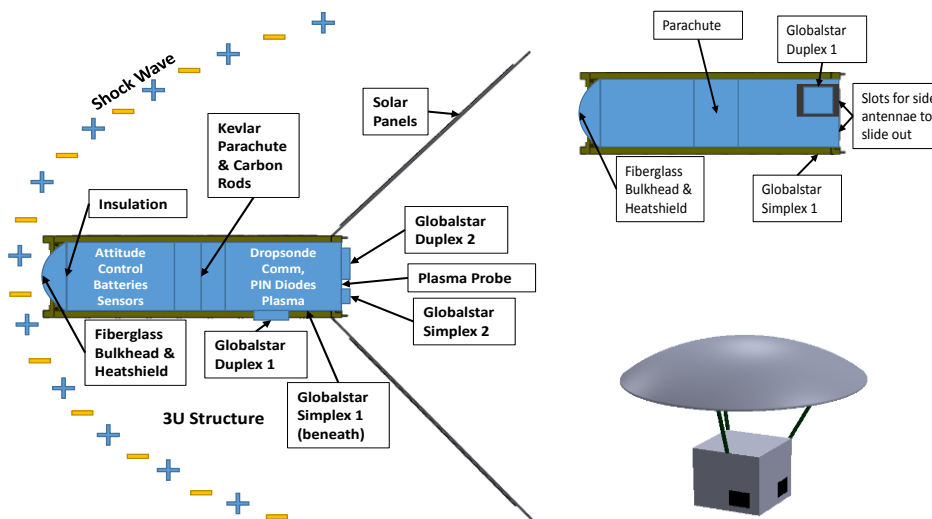 Shock Wave
Solar
Panels
Kevlar
Parachute
& Carbon
Rods
Insulation
Attitude
Control
Batteries
Sensors
Dropsonde
Comm,
PIN Diodes
Plasma
Globalstar
Duplex 2
Plasma Probe
Globalstar
Simplex 2
Fiberglass
Bulkhead &
Heatshield
Globalstar
Duplex 1
Globalstar
Simplex 1
(beneath)
3U Structure
Parachute
Globalstar
Duplex 1
Slots for side
antennae to
slide out
Fiberglass
Bulkhead &
Heatshield
Globalstar
Simplex 1